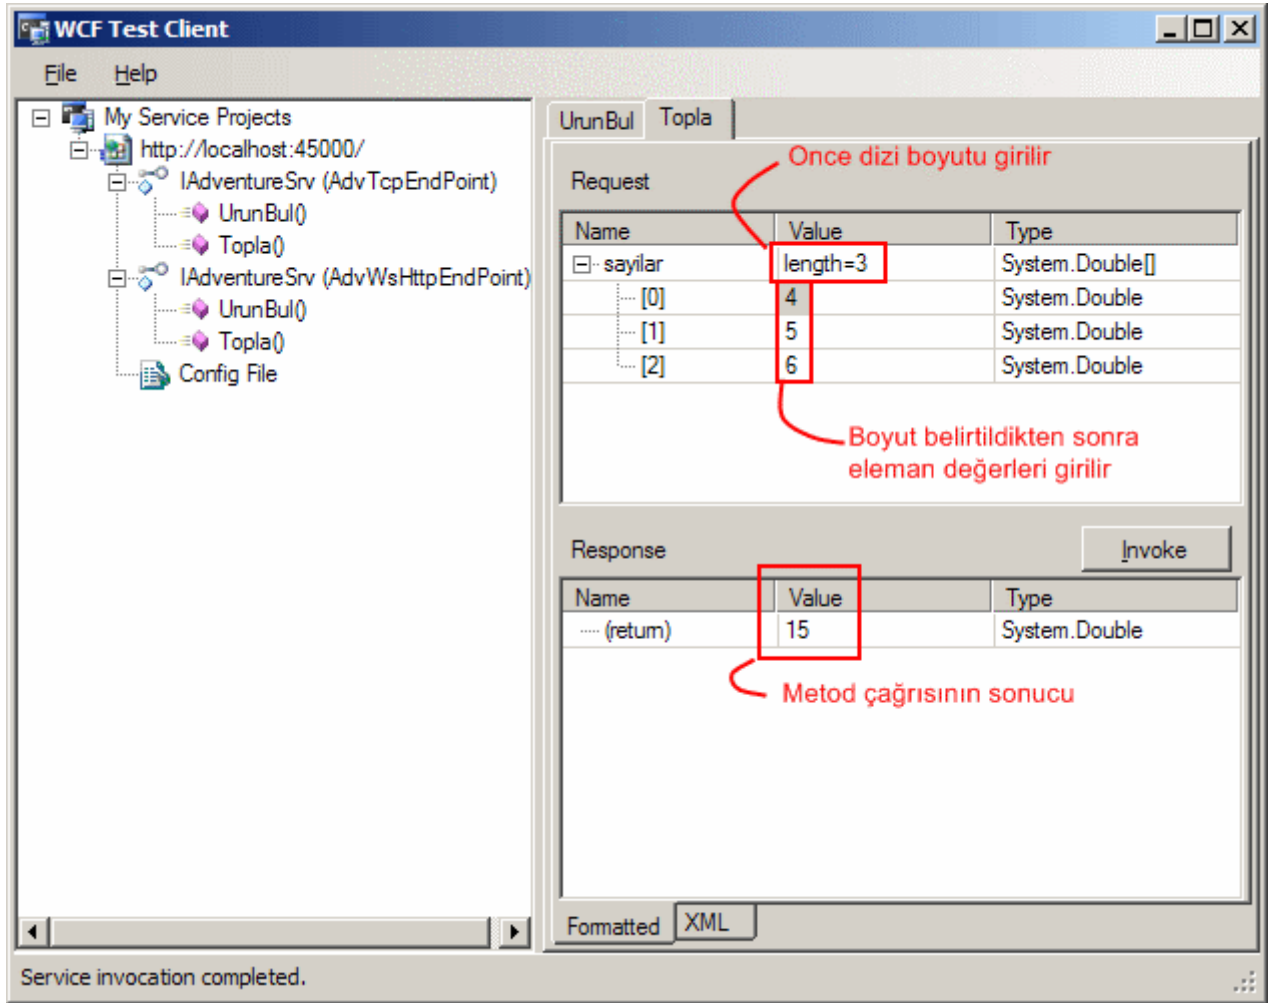 WCF Test Client
File Help
My Service Projects
http://localhost:45000/
IAdventureSrv (AdvTcpEndPoint)
UrunBul()
Topla()
IAdventureSrv (AdvWsHttpEndPoint)
UrunBul()
Topla()
Config File
UrunBul Topla
Once dizi boyutu girilir
Request
Name Value Type
sayilar length=3 System.Double[]
[0] 4 System.Double
[1] 5 System.Double
[2] 6 System.Double
Boyut belirtildikten sonra
eleman değerleri girilir
Response Invoke
Name Value Type
(return) 15 System.Double
Metod çağrısının sonucu
Formatted XML
Service invocation completed.